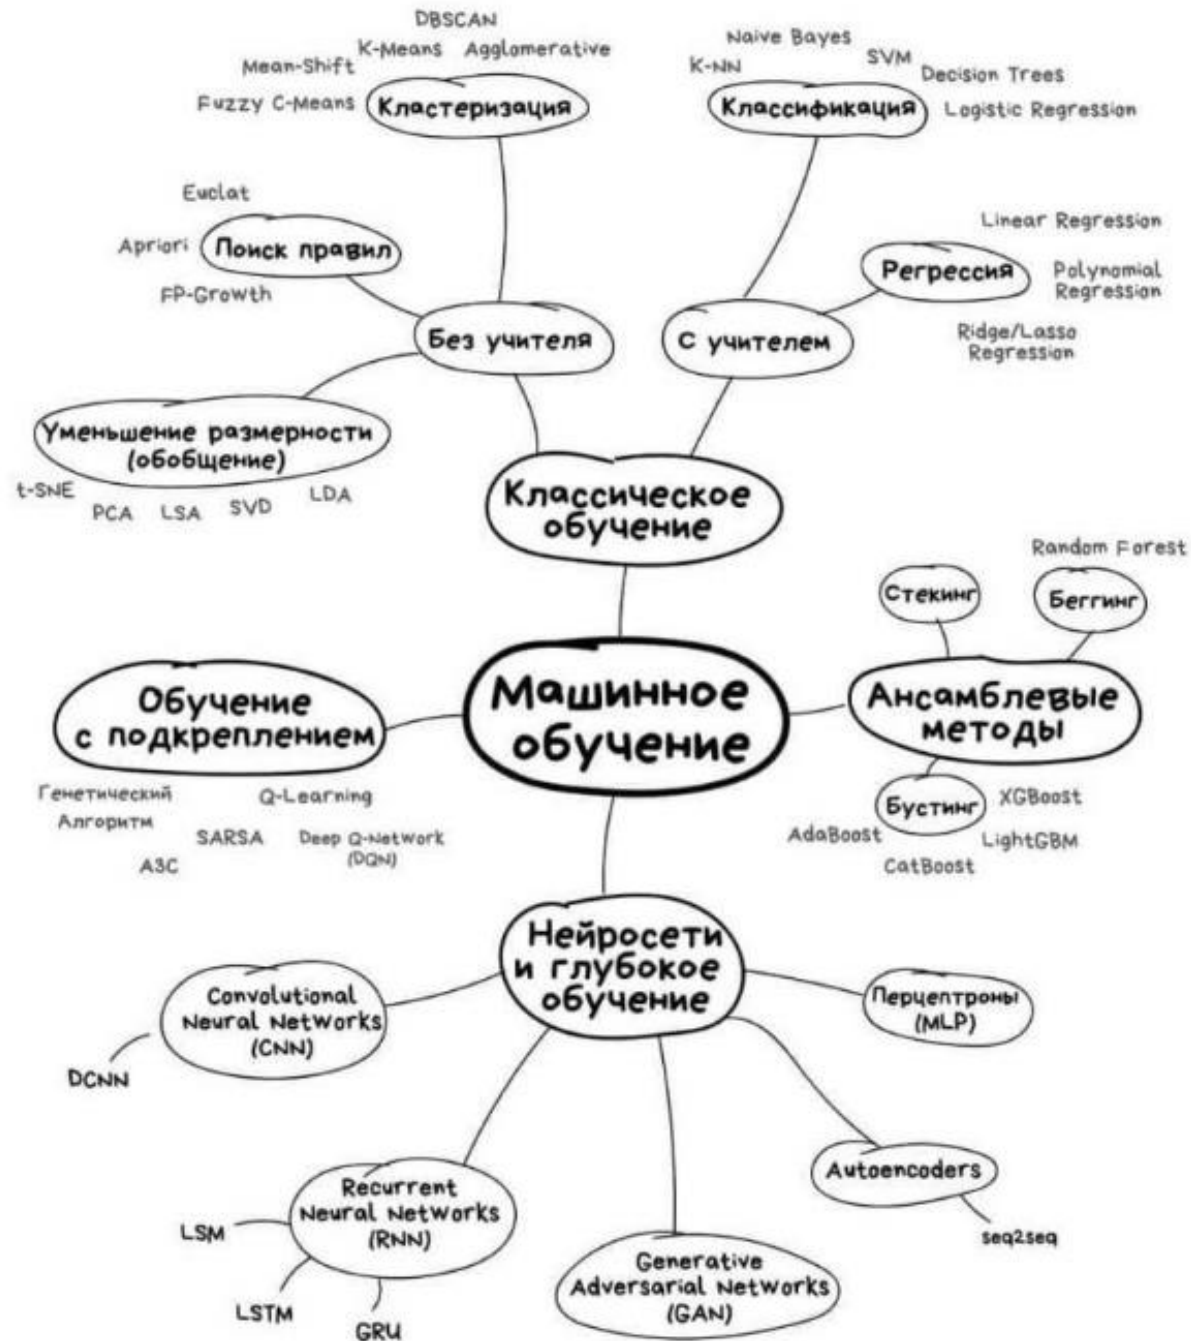 DBSCAN
K-Means
Agglomerative
Mean-Shift
Fuzzy C-Means
Кластеризация
Naive Bayes
K-NN
SVM
Decision Trees
Классификация
Logistic Regression
Euclat
Apriori
Поиск правил
FP-Growth
Linear Regression
Регрессия
Polynomial
Regression
Ridge/Lasso
Regression
Без учителя
С учителем
Уменьшение размерности
(обобщение)
t-SNE
PCA
LSA
SVD
LDA
Классическое
обучение
Random Forest
Стекинг
Беггинг
Обучение
с подкреплением
Машинное
обучение
Ансамблевые
методы
Генетический
Алгоритм
Q-Learning
SARSA
Deep Q-Network
(DQN)
A3C
Бустинг
XGBoost
AdaBoost
LightGBM
CatBoost
Нейросети
и глубокое
обучение
Convolutional
Neural Networks
(CNN)
DCNN
Перцептроны
(MLP)
Autoencoders
seq2seq
Recurrent
Neural Networks
(RNN)
LSM
LSTM
GRU
Generative
Adversarial Networks
(GAN)